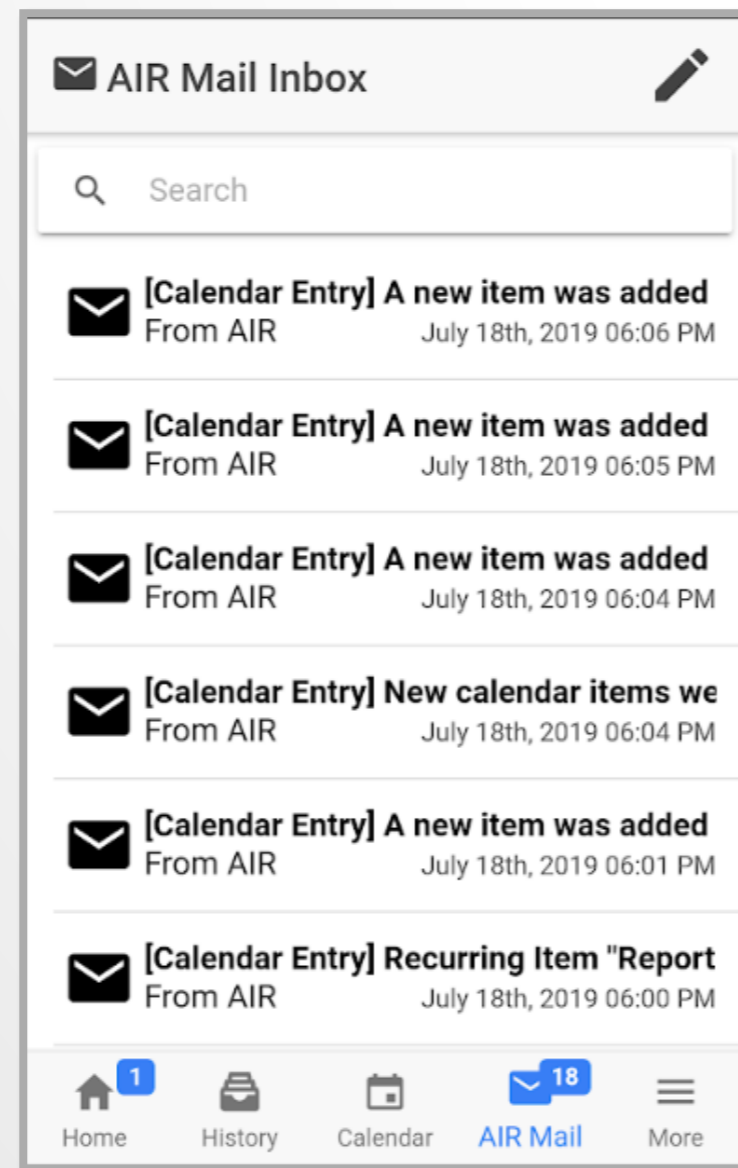 AIR Mail Inbox
Search
[Calendar Entry] A new item was added
From AIR July 18th, 2019 06:06 PM
[Calendar Entry] A new item was added
From AIR July 18th, 2019 06:05 PM
[Calendar Entry] A new item was added
From AIR July 18th, 2019 06:04 PM
[Calendar Entry] New calendar items we
From AIR July 18th, 2019 06:04 PM
[Calendar Entry] A new item was added
From AIR July 18th, 2019 06:01 PM
[Calendar Entry] Recurring Item "Report
From AIR July 18th, 2019 06:00 PM
1 18
Home History Calendar AIR Mail More